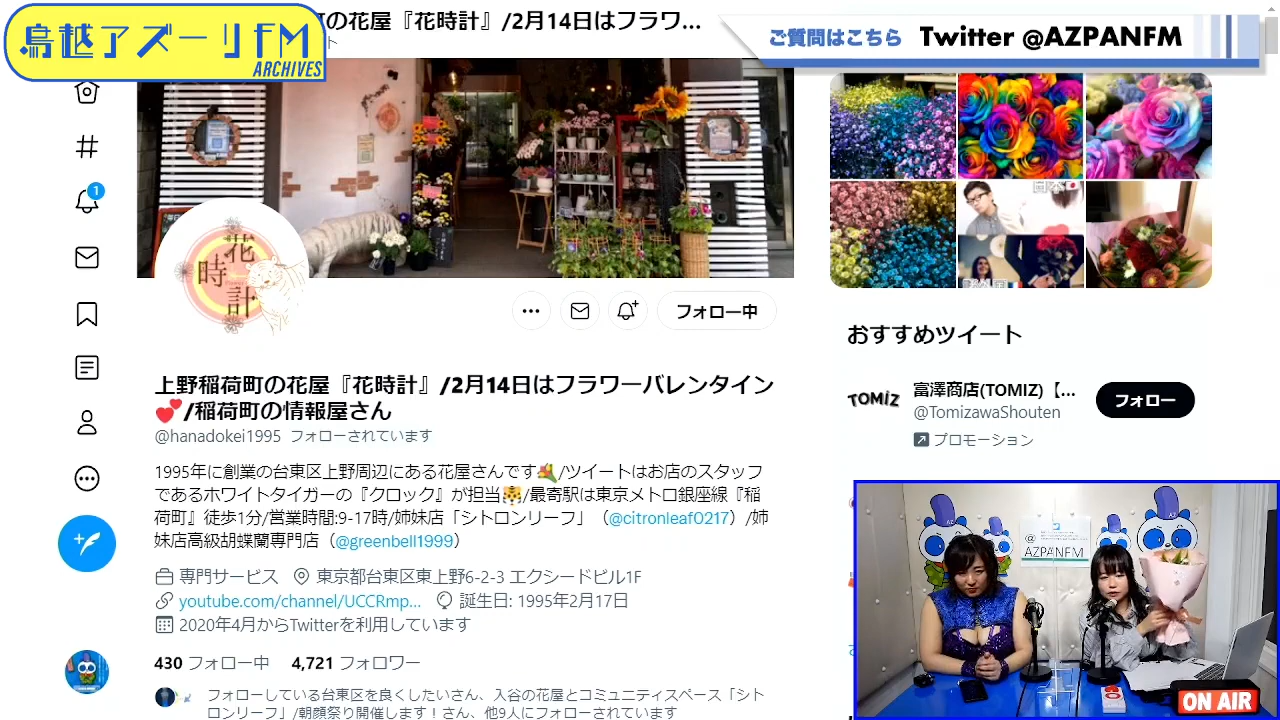 鳥越アズーリFM
ARCHIVES
町の花屋『花時計』/2月14日はフラワ...
ご質問はこちら Twitter @AZPANFM
1
花時計
フォロー中
上野稲荷町の花屋『花時計』/2月14日はフラワーバレンタイン
💕/稲荷町の情報屋さん
@hanadokei1995 フォローされています
1995年に創業の台東区上野周辺にある花屋さんです💐/ツイートはお店のスタッフ
であるホワイトタイガーの『クロック』が担当🐯/最寄駅は東京メトロ銀座線『稲
荷町』徒歩1分/営業時間:9-17時/姉妹店「シトロンリーフ」（@citronleaf0217）/姉
妹店高級胡蝶蘭専門店（@greenbell1999）
専門サービス 東京都台東区東上野6-2-3 エクシードビル1F
youtube.com/channel/UCCRmp... 誕生日: 1995年2月17日
2020年4月からTwitterを利用しています
430 フォロー中 4,721 フォロワー
フォローしている台東区を良くしたいさん、入谷の花屋とコミュニティスペース「シト
ロンリーフ」/朝顔祭り開催します！さん、他9人にフォローされています
日本
おすすめツイート
TOMIZ
富澤商店(TOMIZ)【...
@TomizawaShouten
プロモーション
フォロー
AZ
AZ
@
AZPANFM
ON AIR